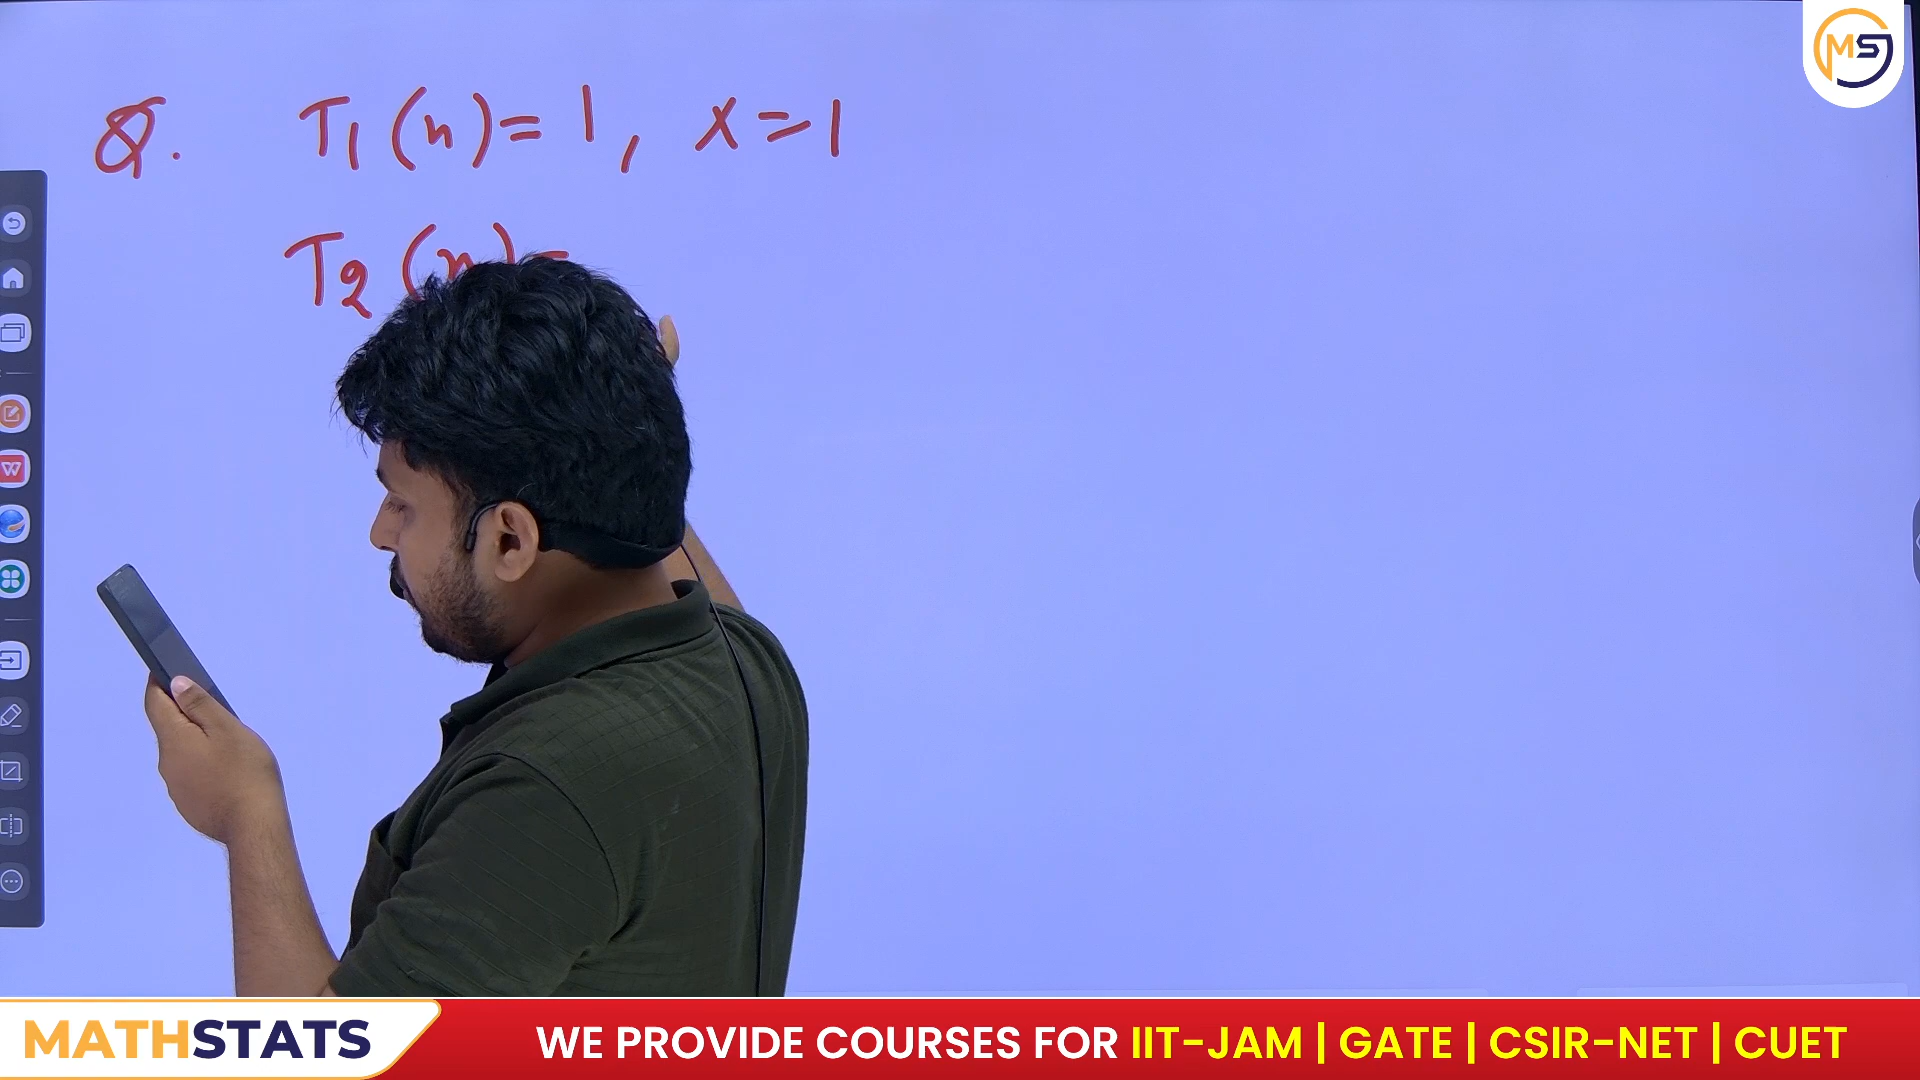 MS
Q. T₁ (n) = 1, x = 1
T₂ (n) =
MATHSTATS
WE PROVIDE COURSES FOR IIT-JAM | GATE | CSIR-NET | CUET